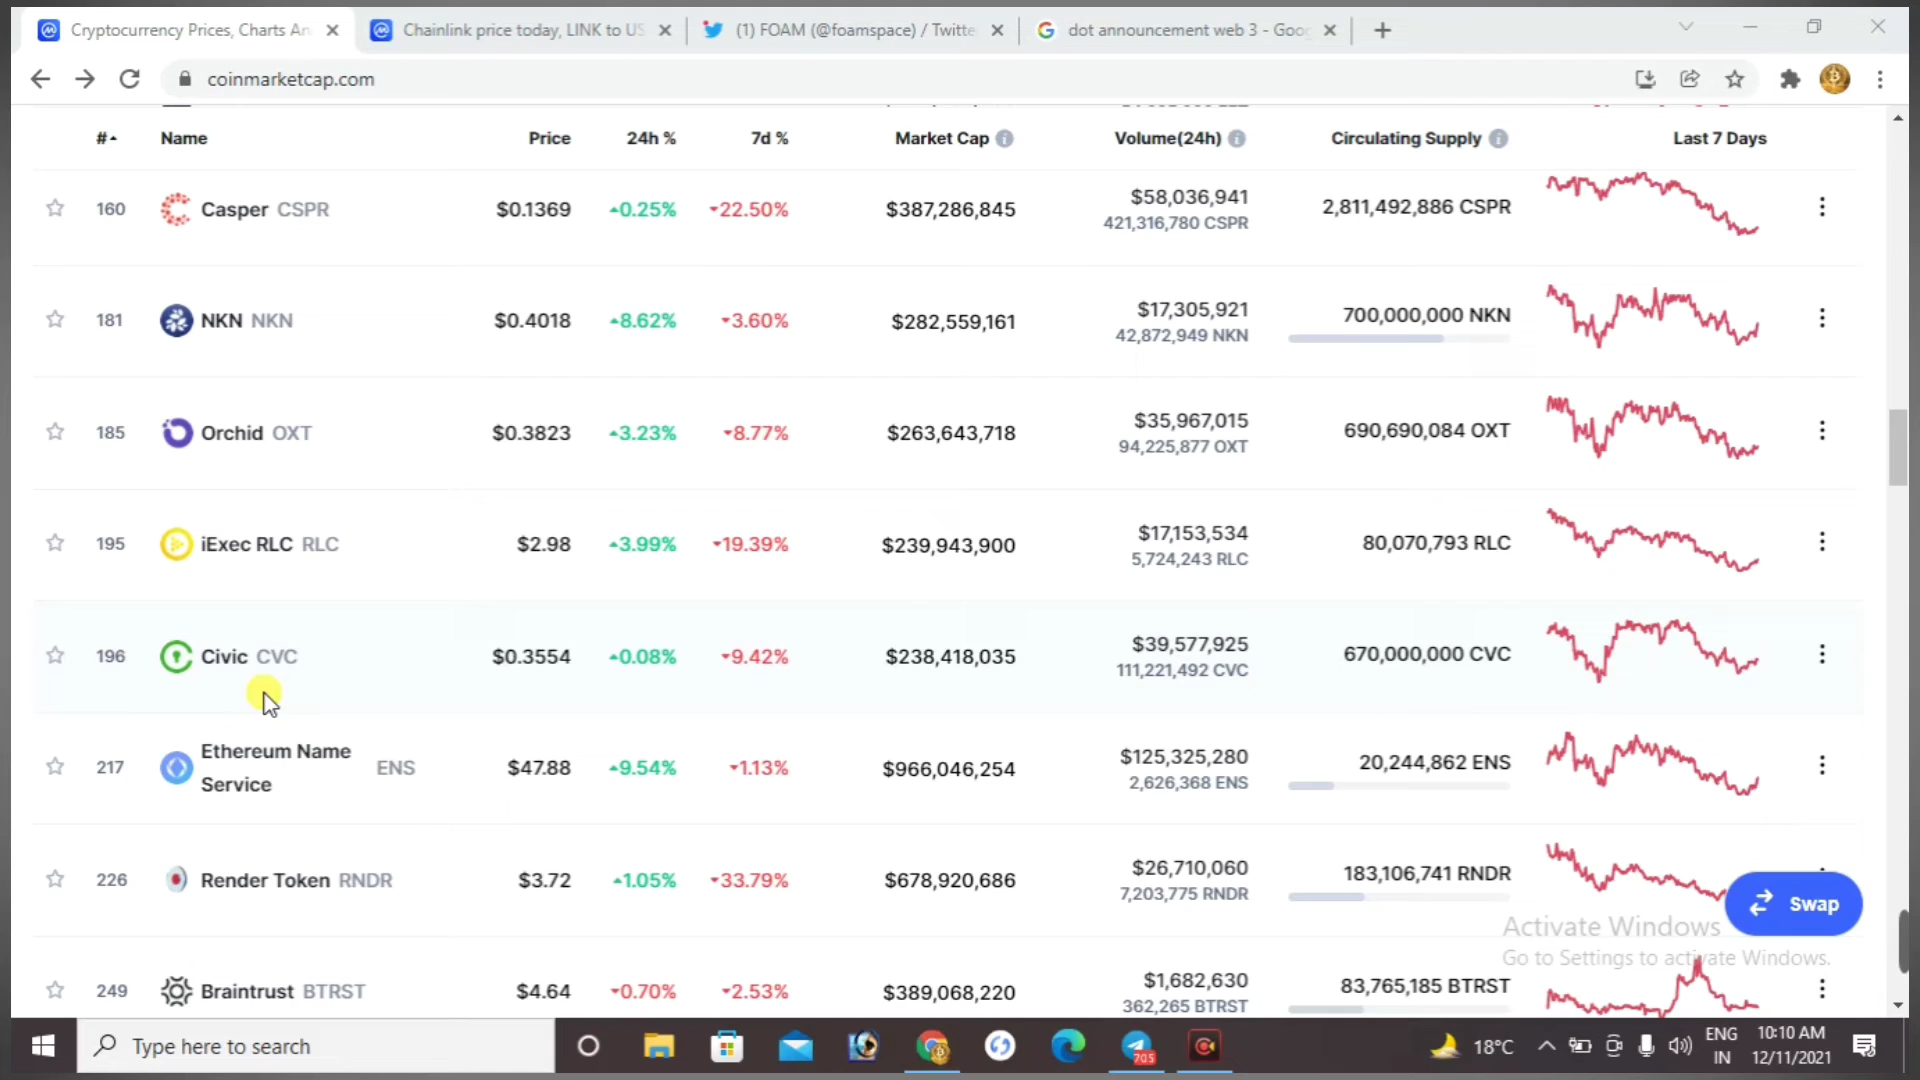 Cryptocurrency Prices, Charts An
Chainlink price today, LINK to US
(1) FOAM (@foamspace) / Twitte
dot announcement web 3 - Goo
coinmarketcap.com
# Name Price 24h % 7d % Market Cap Volume(24h) Circulating Supply Last 7 Days
160 Casper CSPR $0.1369 0.25% 22.50% $387,286,845 $58,036,941 2,811,492,886 CSPR
421,316,780 CSPR
181 NKN NKN $0.4018 8.62% 3.60% $282,559,161 $17,305,921 700,000,000 NKN
42,872,949 NKN
185 Orchid OXT $0.3823 3.23% 8.77% $263,643,718 $35,967,015 690,690,084 OXT
94,225,877 OXT
195 iExec RLC RLC $2.98 3.99% 19.39% $239,943,900 $17,153,534 80,070,793 RLC
5,724,243 RLC
196 Civic CVC $0.3554 0.08% 9.42% $238,418,035 $39,577,925 670,000,000 CVC
111,221,492 CVC
217 Ethereum Name Service ENS $47.88 9.54% 1.13% $966,046,254 $125,325,280 20,244,862 ENS
2,626,368 ENS
226 Render Token RNDR $3.72 1.05% 33.79% $678,920,686 $26,710,060 183,106,741 RNDR
7,203,775 RNDR
Swap
Activate Windows
Go to Settings to activate Windows.
249 Braintrust BTRST $4.64 0.70% 2.53% $389,068,220 $1,682,630 83,765,185 BTRST
362,265 BTRST
Type here to search
705
18°C
ENG
IN
10:10 AM
12/11/2021